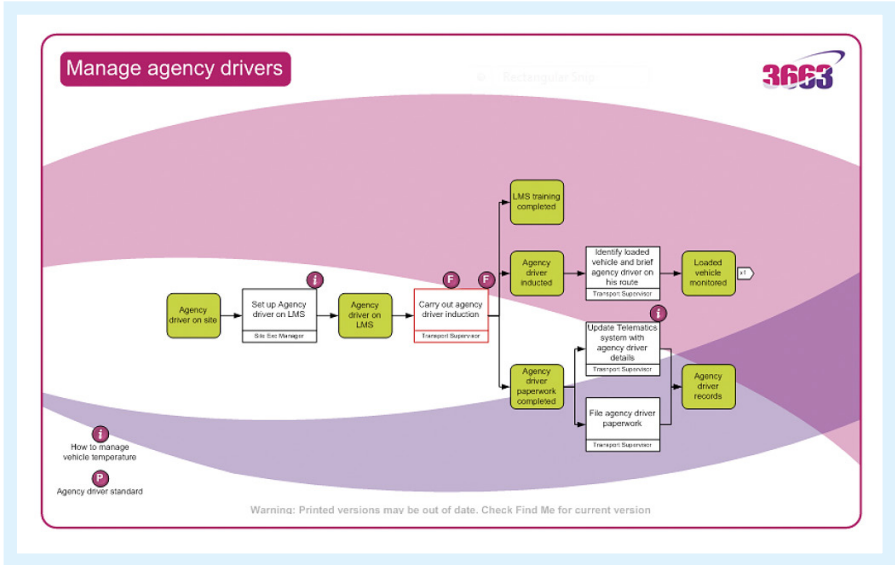 Manage agency drivers
Rectangular Snip
3663
LMS training
completed
Agency
driver
inducted
Identify loaded
vehicle and brief
agency driver on
his route
Transport Supervisor
Loaded
vehicle
monitored
x1
i
F
F
Agency
driver on site
Set up Agency
driver on LMS
Site Exc Manager
Agency
driver on
LMS
Carry out agency
driver induction
Transport Supervisor
i
Update Telematics
system with
agency driver
details
Transport Supervisor
Agency
driver
paperwork
completed
Agency
driver
records
File agency driver
paperwork
Transport Supervisor
i
How to manage
vehicle temperature
P
Agency driver standard
Warning: Printed versions may be out of date. Check Find Me for current version